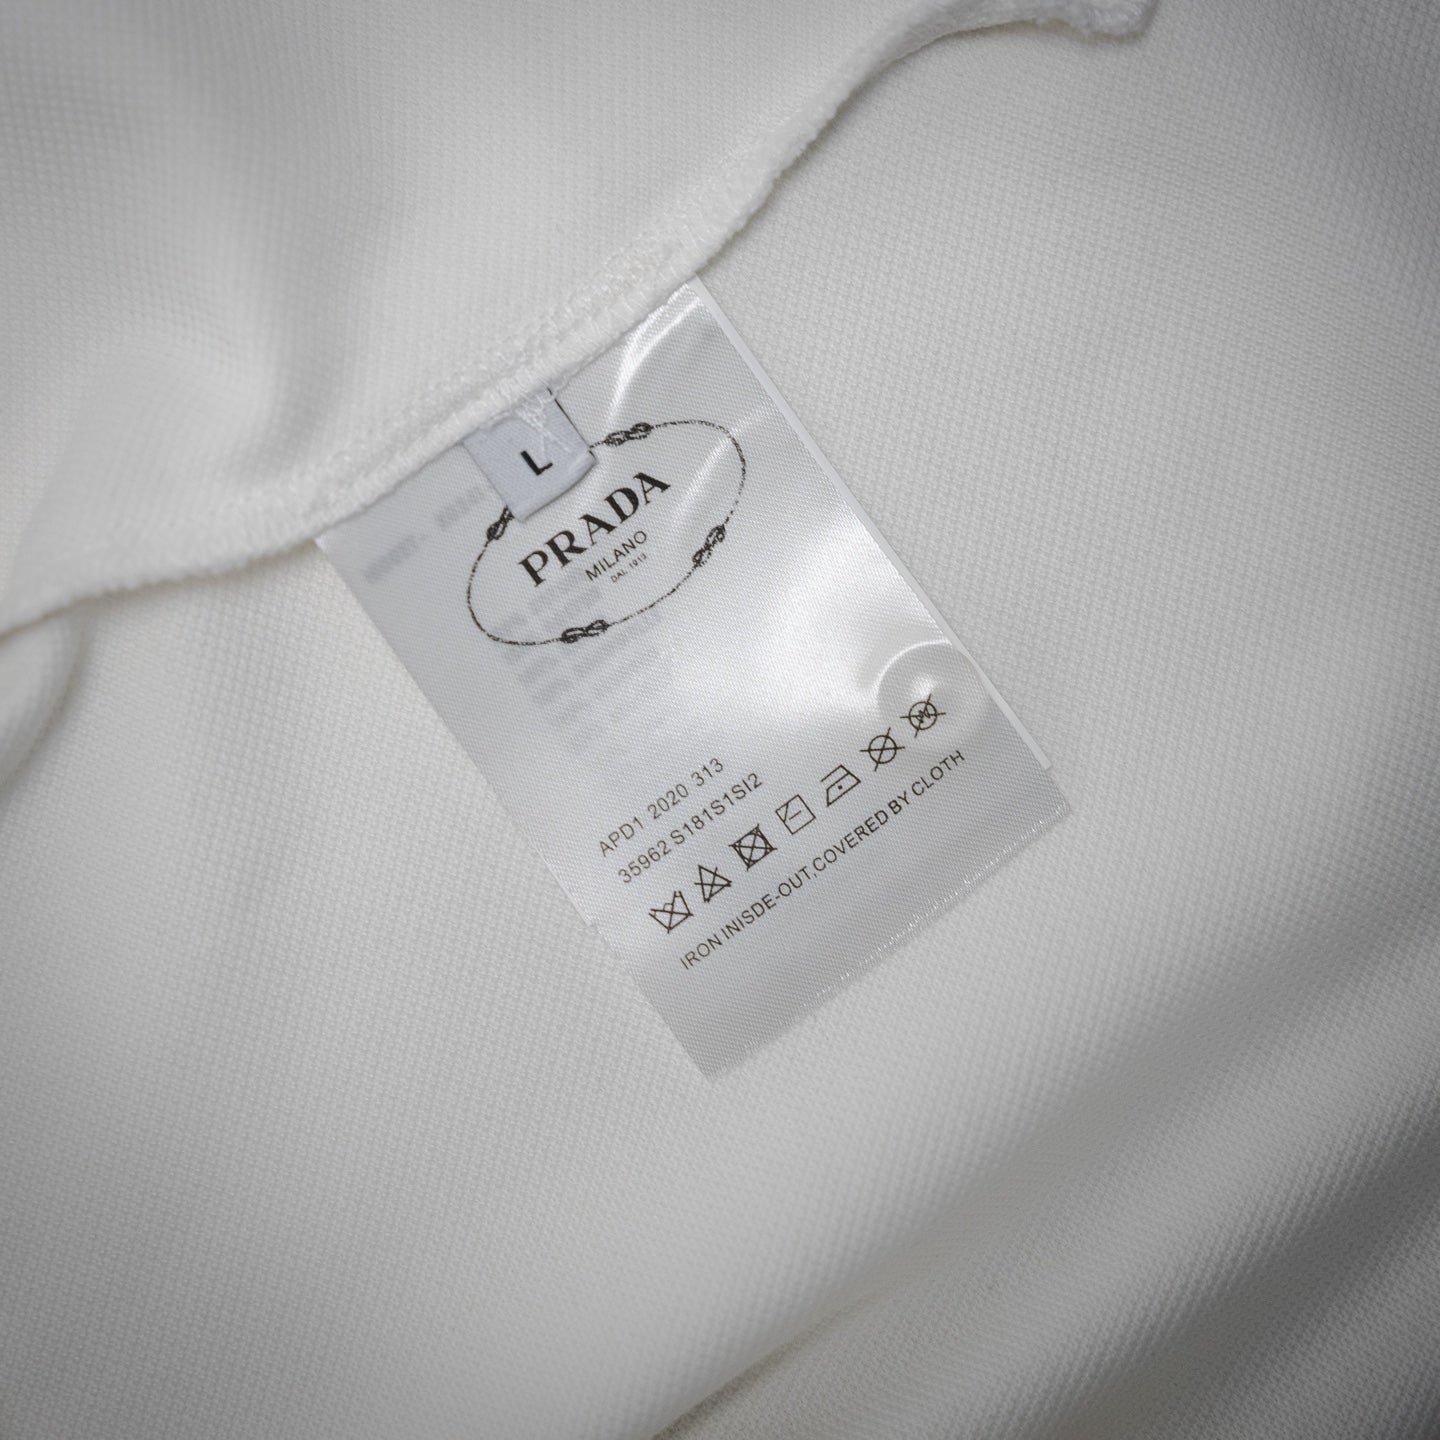 L
PRADA
MILANO
DAL 1913
APD1 2020 313
35962 S181S1SI2
IRON INISDE-OUT,COVERED BY CLOTH